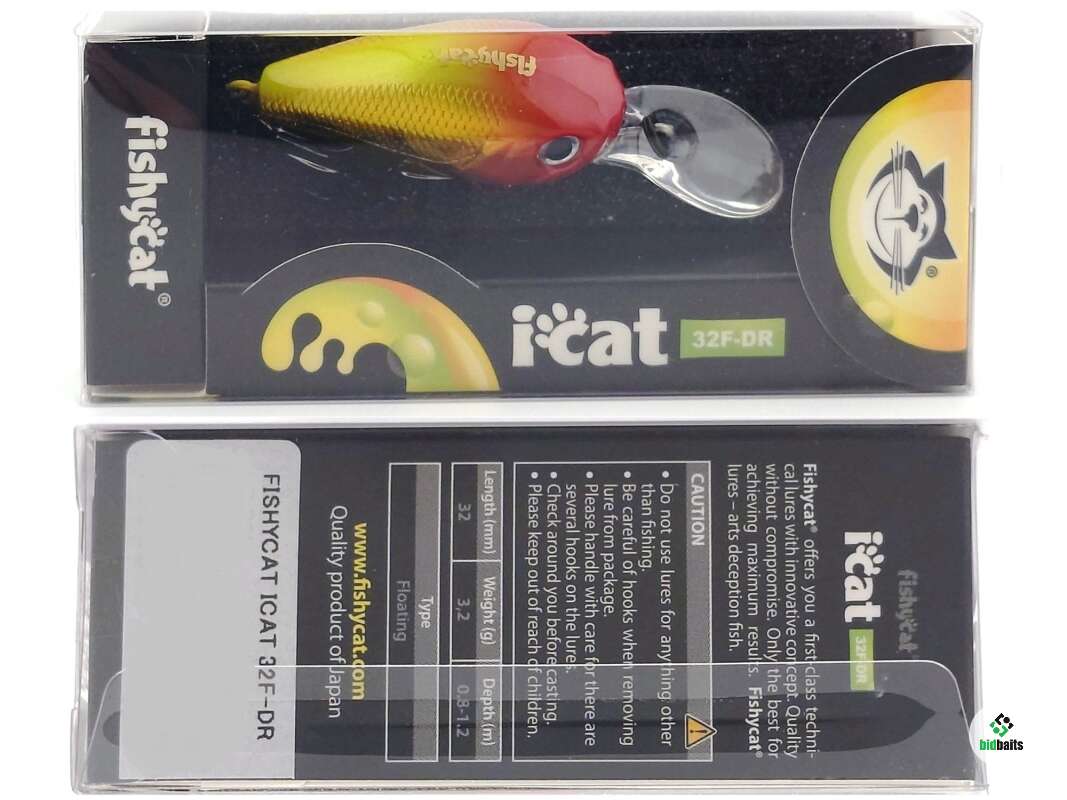 fishycat®
fishycat
®
icat 32F-DR
fishycat
icat 32F-DR
Fishycat® offers you a first-class techni-
cal lures with innovative concept. Quality
without compromise. Only the best for
achieving maximum results. Fishycat®
lures – arts deception fish.
CAUTION
• Do not use lures for anything other
than fishing.
• Be careful of hooks when removing
lure from package.
• Please handle with care for there are
several hooks on the lures.
• Check around you before casting.
• Please keep out of reach of children.
Length (mm) Weight (g) Depth (m)
32 3,2 0.8-1.2
Type
Floating
www.fishycat.com
Quality product of Japan
FISHYCAT ICAT 32F-DR
bidbaits